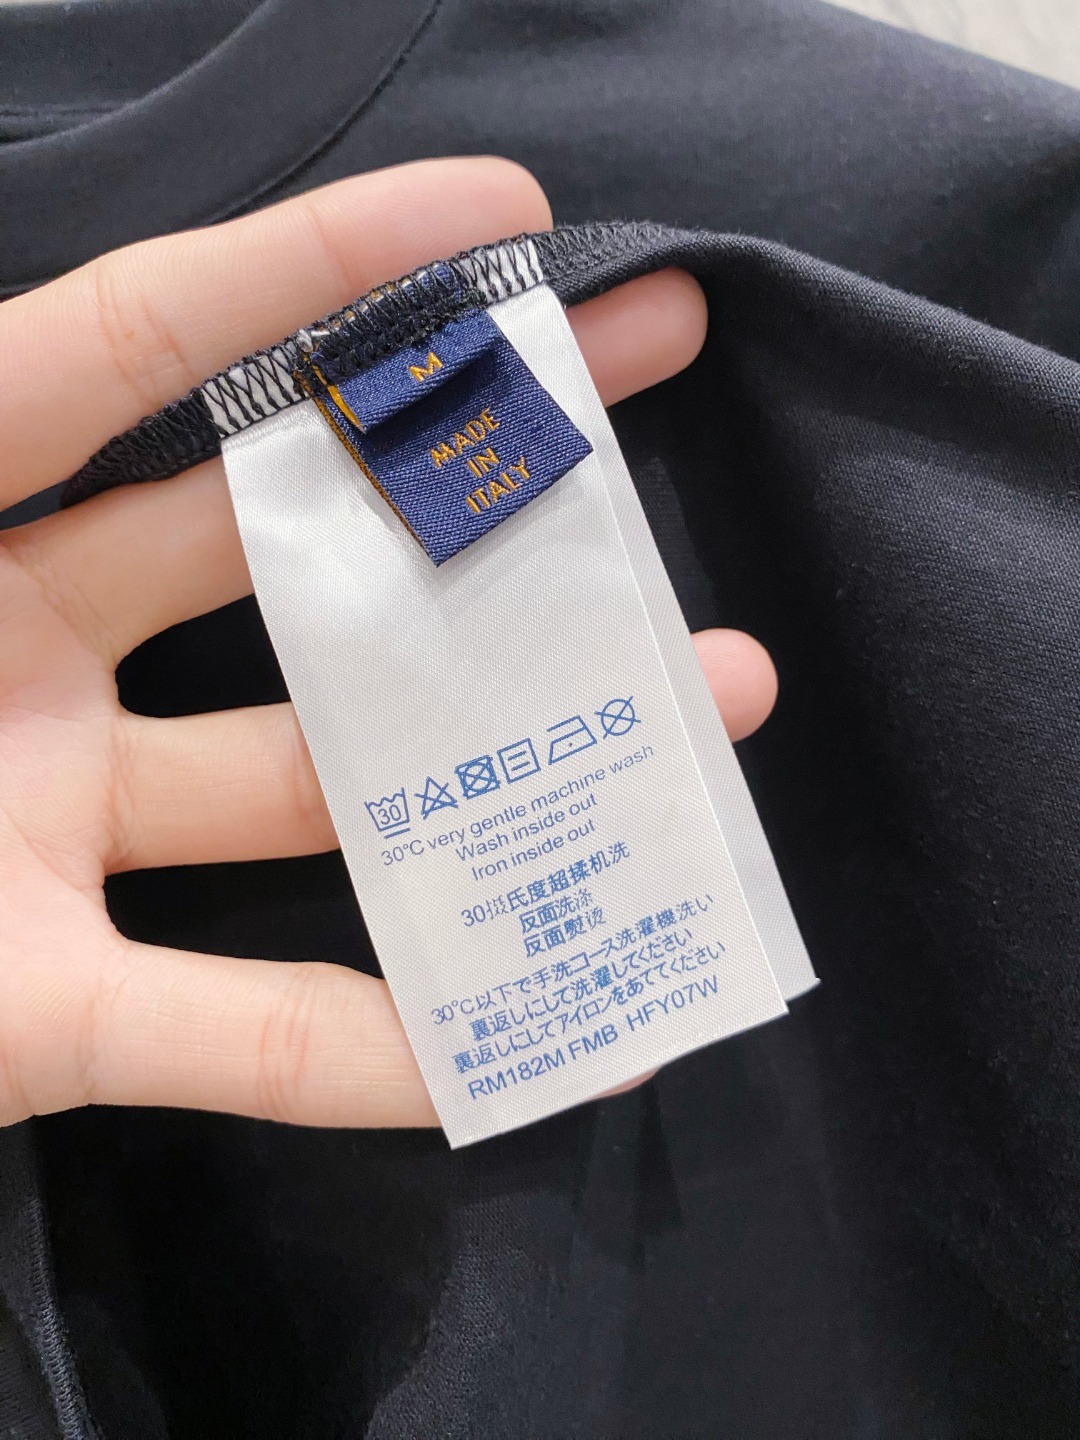 M
MADE
IN
ITALY
30
30°C very gentle machine wash
Wash inside out
Iron inside out
氏度超揉机洗
反面洗涤
反面熨烫
30°C以下で手洗コース洗濯機洗い
裏返しにして洗濯してください
裏返しにしてアイロンをあててください
RM182M FMB HFY07W